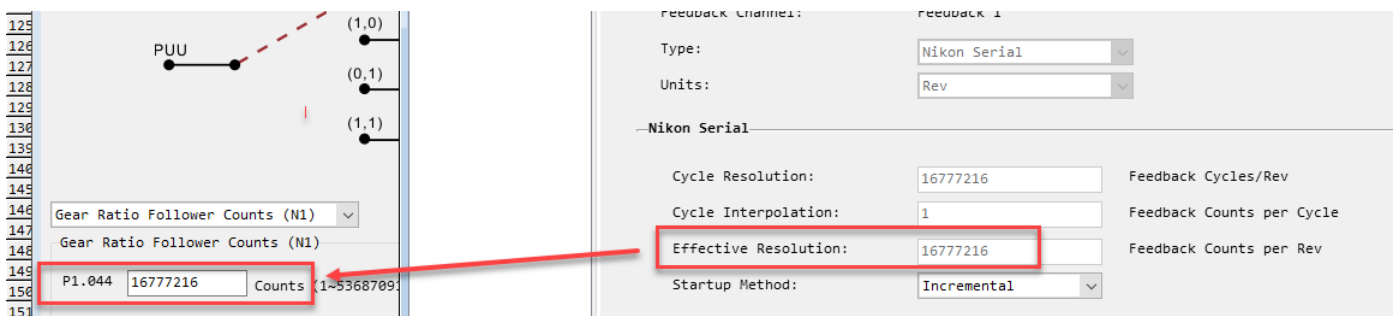 125
126
127
128
129
130
139
140
145
146
147
148
149
150
151
PUU
(1,0)
(0,1)
(1,1)
Gear Ratio Follower Counts (N1)
Gear Ratio Follower Counts (N1)
P1.044 16777216 Counts (1~53687091
Feedback Channel: Feedback 1
Type: Nikon Serial
Units: Rev
Nikon Serial
Cycle Resolution: 16777216 Feedback Cycles/Rev
Cycle Interpolation: 1 Feedback Counts per Cycle
Effective Resolution: 16777216 Feedback Counts per Rev
Startup Method: Incremental